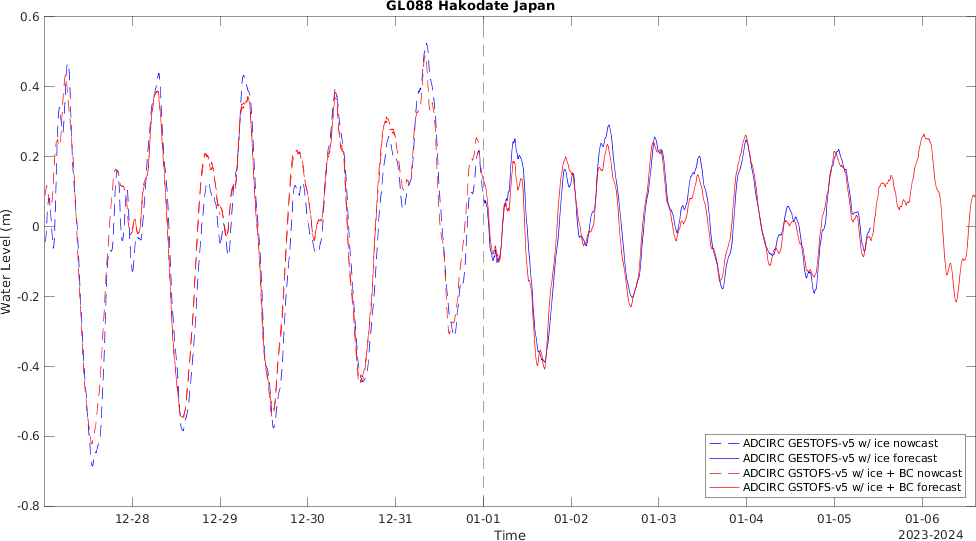 GL088 Hakodate Japan
0.6
0.4
0.2
0
-0.2
-0.4
-0.6
-0.8
Water Level (m)
12-28 12-29 12-30 12-31 01-01 01-02 01-03 01-04 01-05 01-06
Time
2023-2024
ADCIRC GESTOFS-v5 w/ ice nowcast
ADCIRC GESTOFS-v5 w/ ice forecast
ADCIRC GSTOFS-v5 w/ ice + BC nowcast
ADCIRC GSTOFS-v5 w/ ice + BC forecast